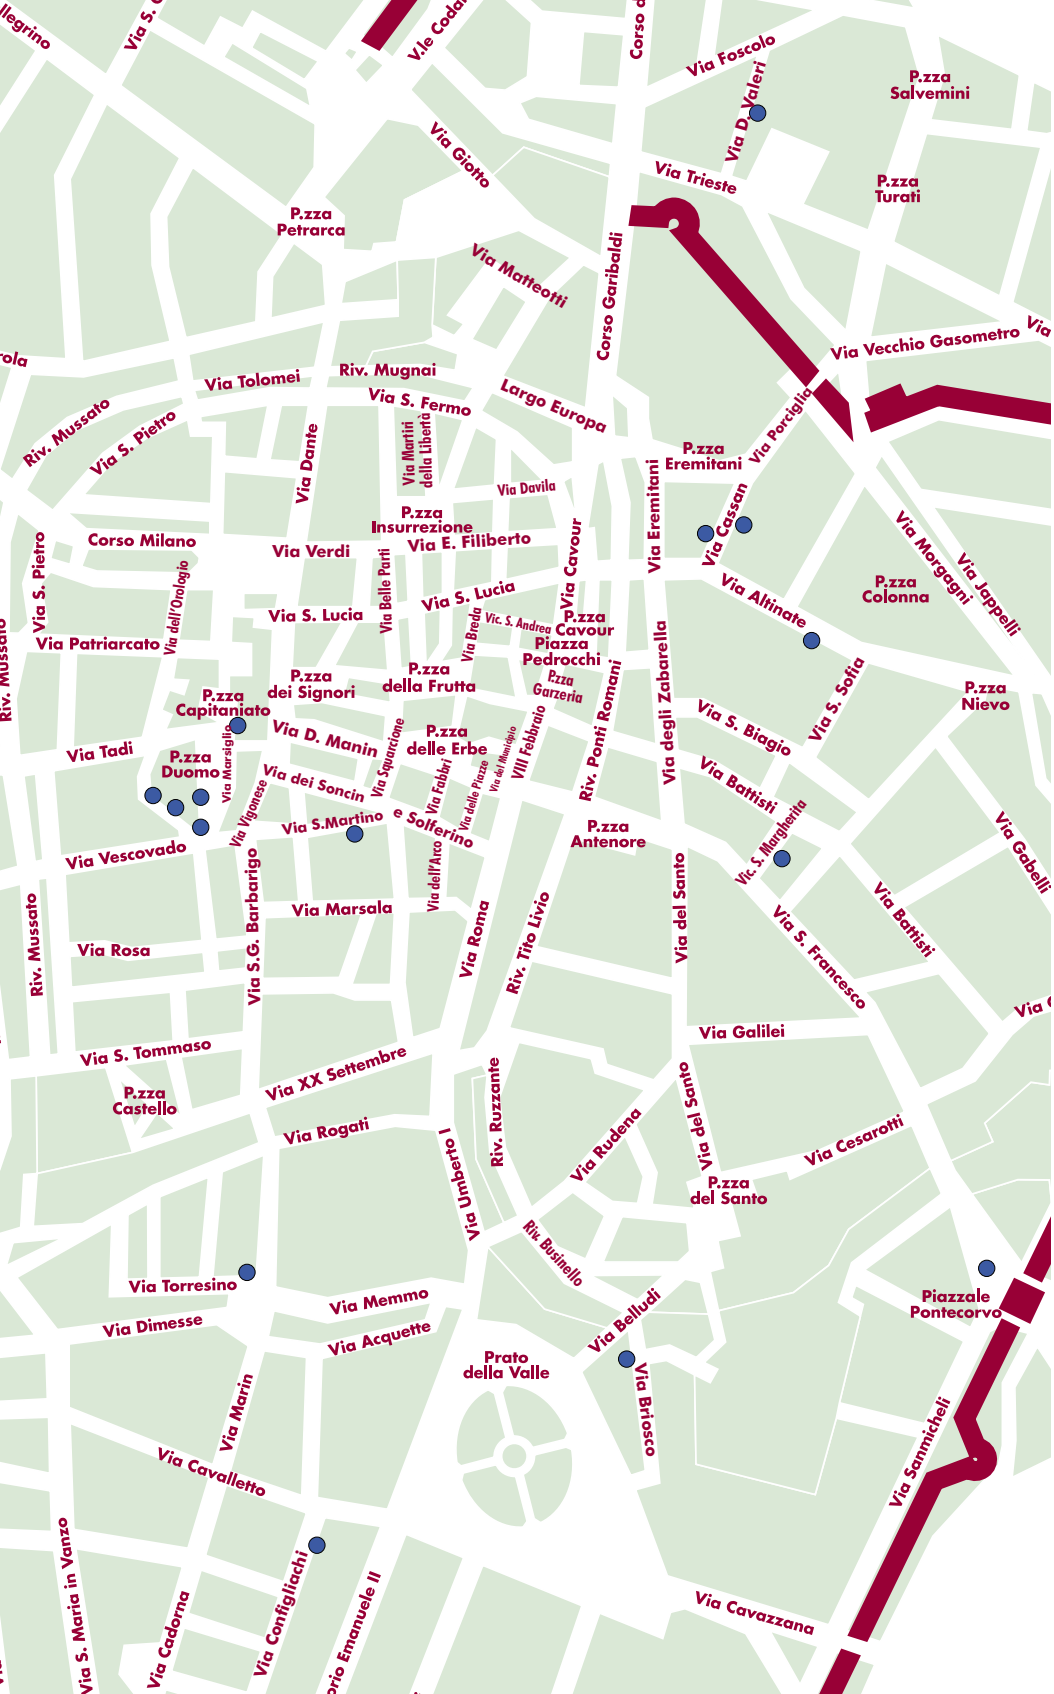 llegrino
Via S. 
V.le Coda
Corso d
Via Foscolo
Via D. Valeri
P.zza
Salvemini
Via Giotto
Via Trieste
P.zza
Turati
P.zza
Petrarca
Via Matteotti
Corso Garibaldi
Via
Via Vecchio Gasometro
rola
Via Tolomei
Riv. Mugnai
Via S. Fermo
Largo Europa
Via Porciglia
Riv. Mussato
Via S. Pietro
Via Dante
Via Martiri
della Libertà
P.zza
Eremitani
Via Davila
Via Eremitani
Via Cassan
P.zza
Insurrezione
Corso Milano
Via Verdi
Via E. Filiberto
Via Cavour
Via Morgagni
Via Jappelli
Via S. Pietro
Via dell'Orologio
Via Belle Parti
Via S. Lucia
Via S. Lucia
Via Altinate
P.zza
Colonna
Via Breda
Vic. S. Andrea
P.zza
Cavour
Piazza
Pedrocchi
Via Patriarcato
Riv. Mussato
P.zza
dei Signori
P.zza
della Frutta
P.zza
Garzeria
Riv. Ponti Romani
Via degli Zabarella
Via S. Sofia
P.zza
Nievo
P.zza
Capitaniato
Via S. Biagio
Via Tadi
P.zza
Duomo
Via Marsiglio
Via D. Manin
Via Squarcione
P.zza
delle Erbe
Via del Municipio
VIII Febbraio
Via Battisti
Via dei Soncin
Via Fabbri
Via delle Piazze
Via Vigonese
Via S.Martino
e Solferino
P.zza
Antenore
Vic. S. Margherita
Via Gabelli
Via Vescovado
Via dell'Arco
Via del Santo
Via Battisti
Riv. Mussato
Via S.G. Barbarigo
Via Marsala
Via Roma
Riv. Tito Livio
Via S. Francesco
Via Rosa
Via
Via Galilei
Via S. Tommaso
Via XX Settembre
P.zza
Castello
Riv. Ruzzante
Via Rudena
Via del Santo
Via Rogati
Via Umberto I
Via Cesarotti
P.zza
del Santo
Riv. Businello
Via Torresino
Via Memmo
Via Belludi
Piazzale
Pontecorvo
Via Dimesse
Via Acquette
Prato
della Valle
Via Marin
Via Briosco
Via Sanmicheli
Via Cavalletto
Via S. Maria in Vanzo
Via Cadorna
Via Configliachi
orio Emanuele II
Via Cavazzana